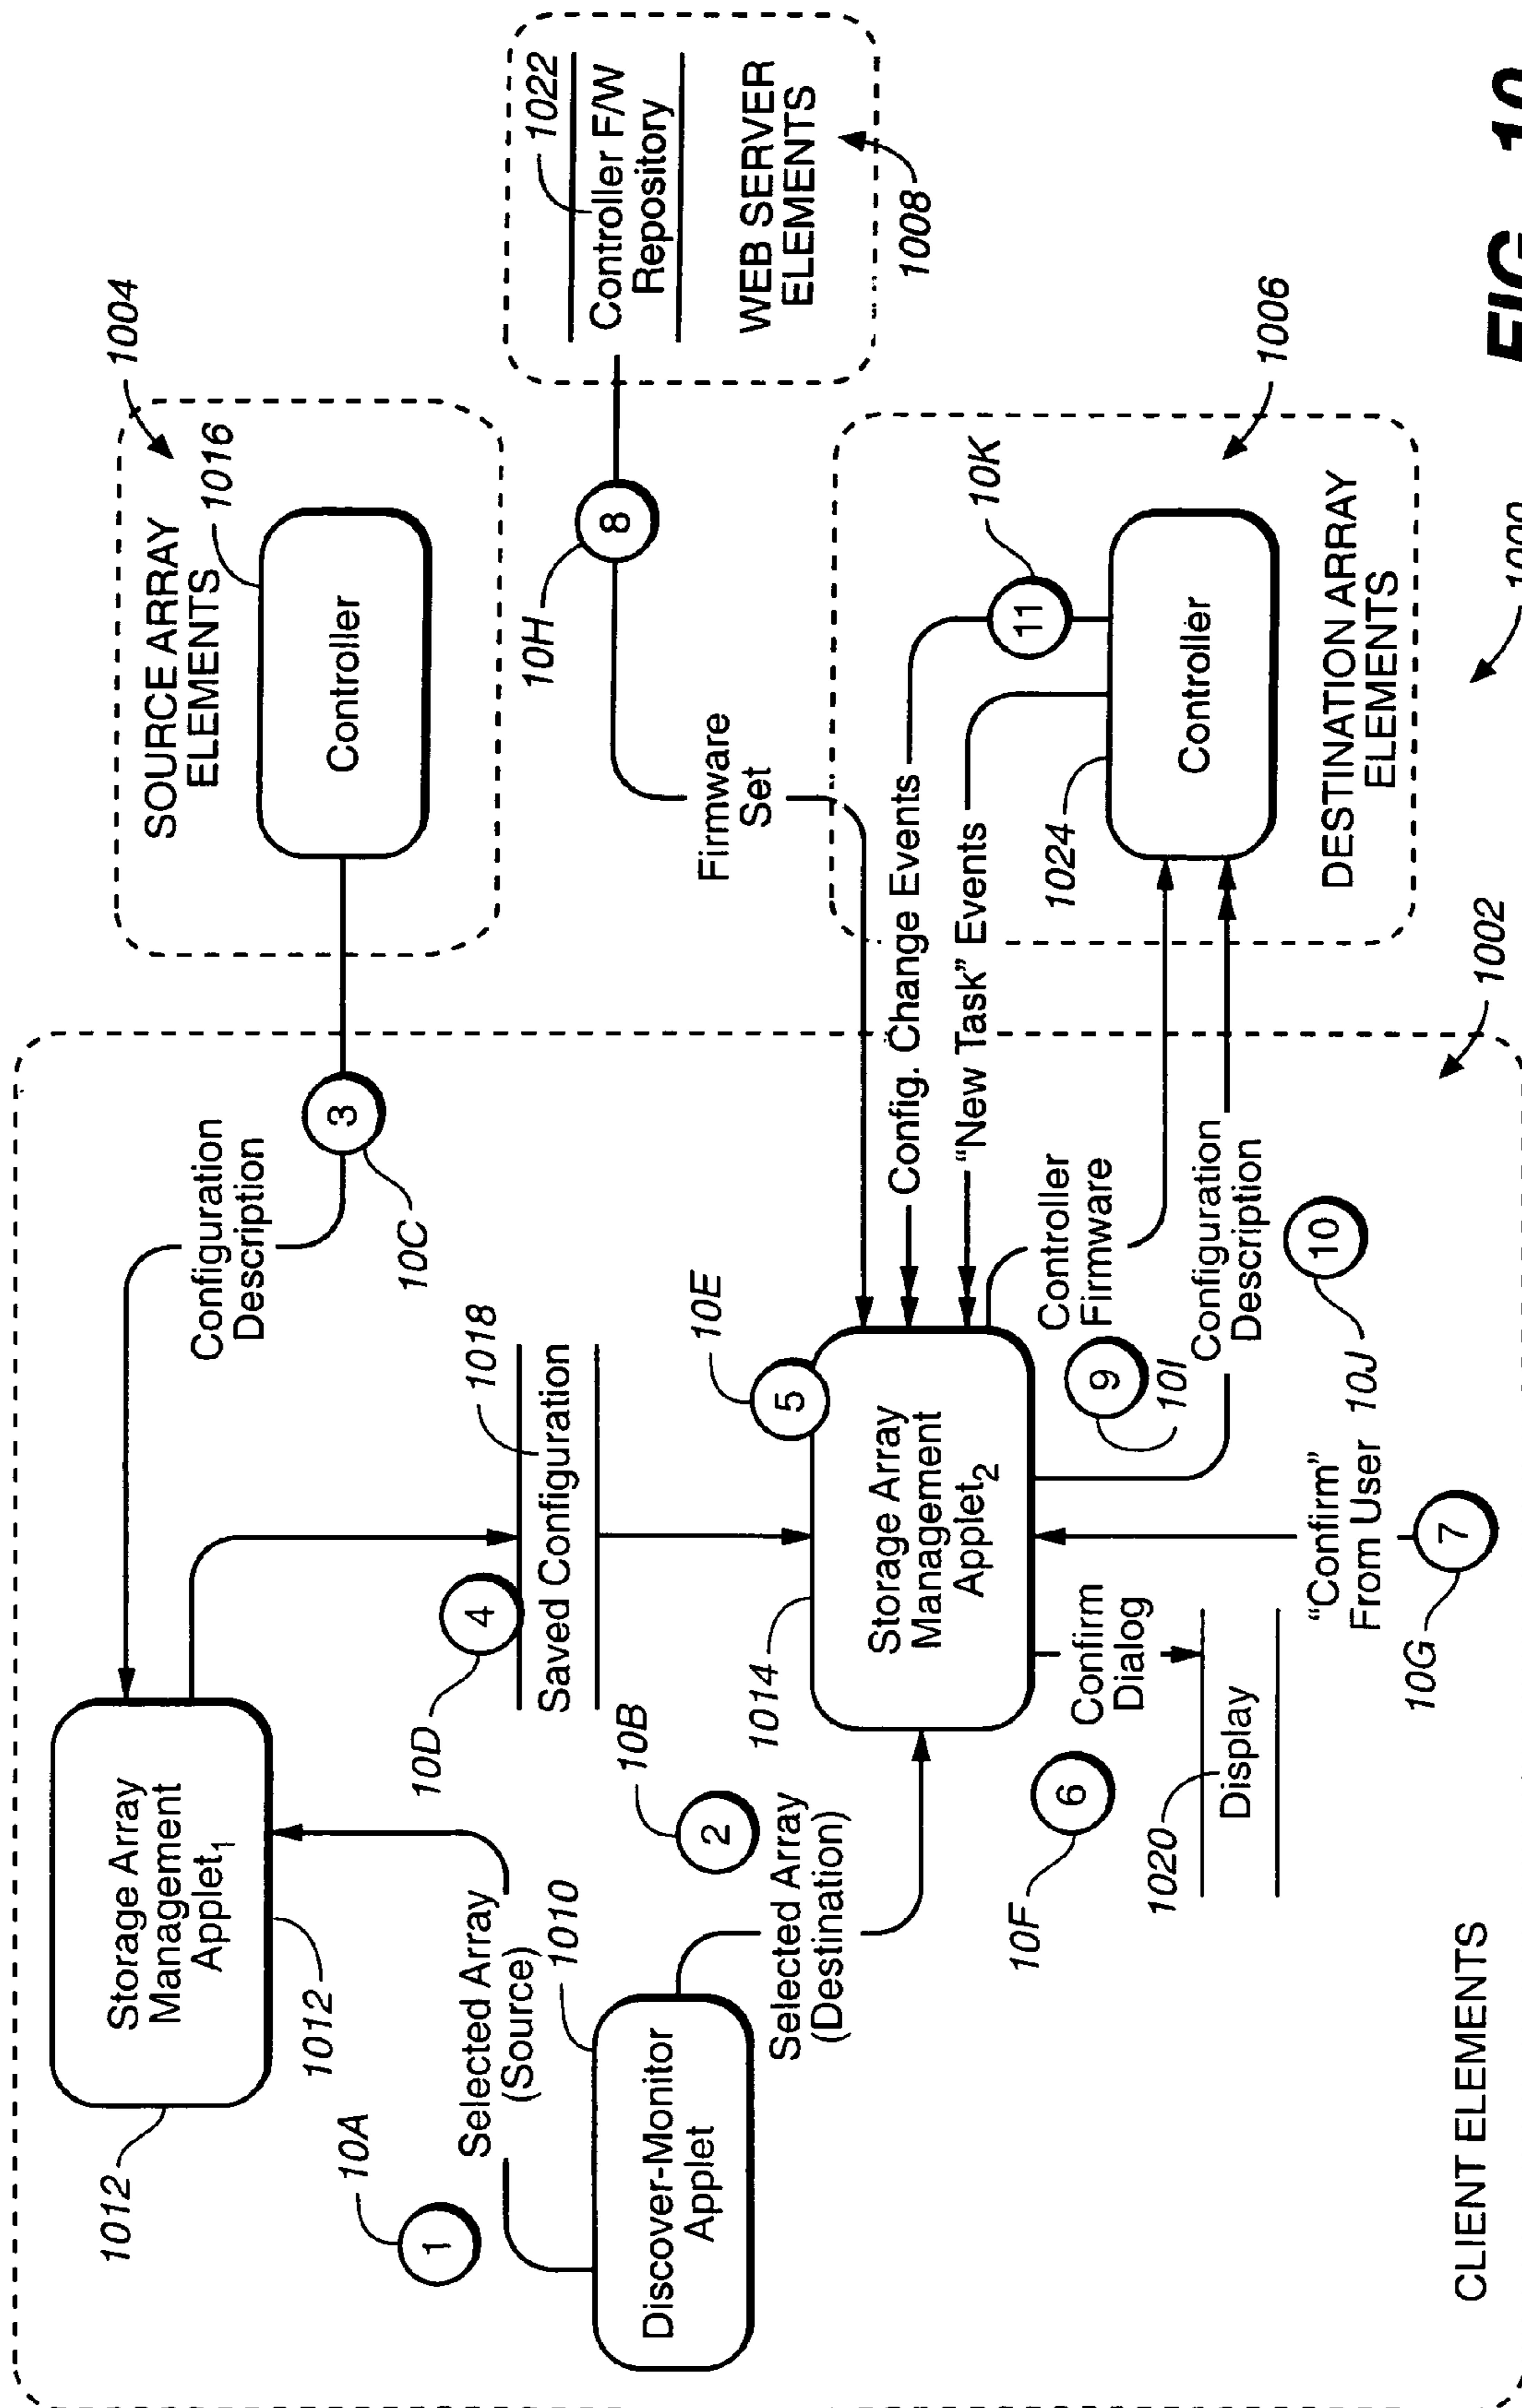 1012
Storage Array
Management
Applet1
1012
10A
1
Selected Array
(Source)
1010
Discover-Monitor
Applet
10B
2
Selected Array
(Destination)
Configuration
Description
3
10C
SOURCE ARRAY
ELEMENTS
1016
1004
Controller
10D
4
1018
Saved Configuration
10E
5
1014
Storage Array
Management
Applet2
10F
6
Confirm
Dialog
1020
Display
"Confirm"
From User
7
10G
10H
8
Firmware
Set
1022
Controller F/W
Repository
WEB SERVER
ELEMENTS
1008
Controller
Firmware
9
10I
Configuration
Description
10
10J
Config. Change Events
"New Task" Events
11
10K
1024
Controller
DESTINATION ARRAY
ELEMENTS
1006
CLIENT ELEMENTS
1002